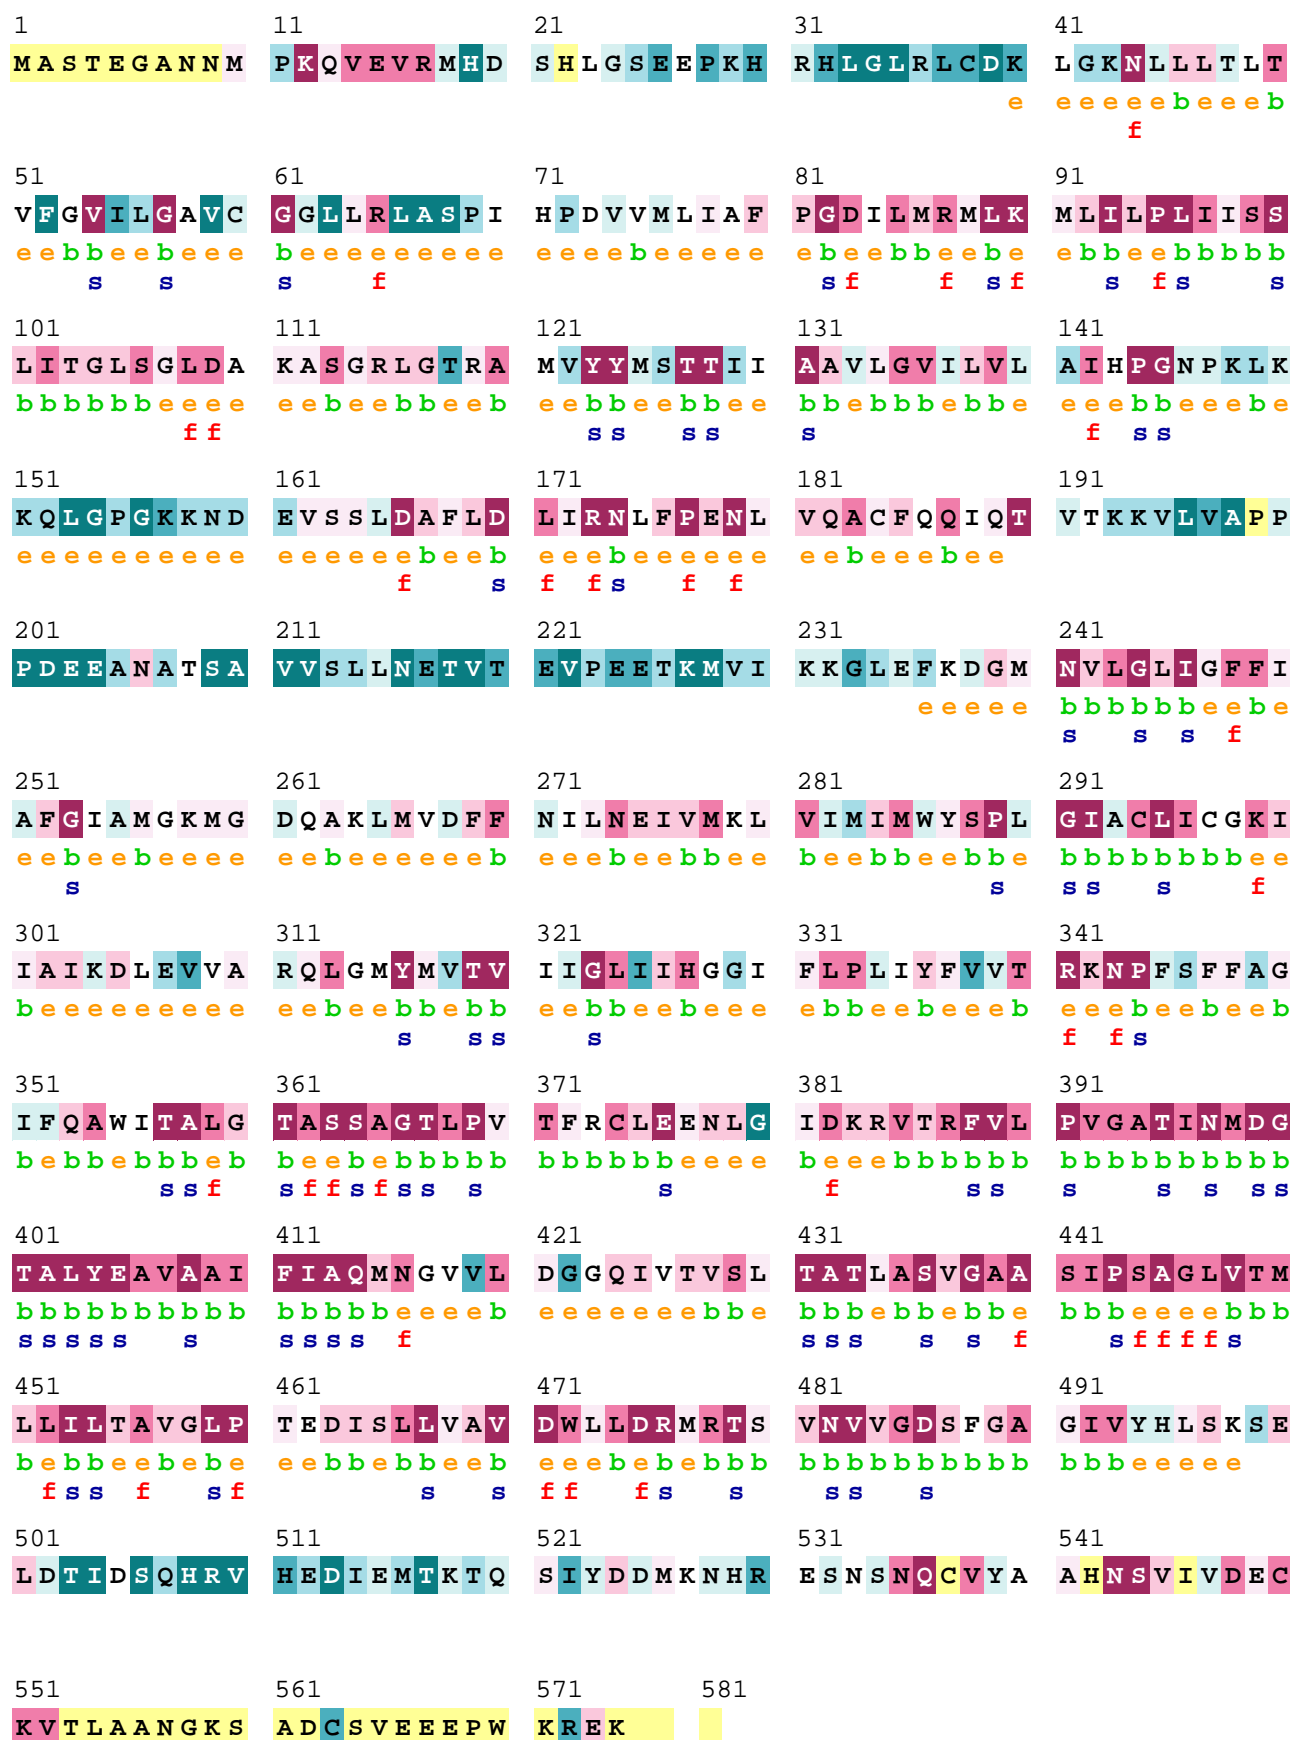 1 11 21 31 41
MASTEGANNM PKQVEVRMHD SHLGSEEPKH RHLGLRLCDK LGKNLLLTLT
e eeeeebeeeb
f
51 61 71 81 91
VFGVILGAVC GGLLRLASPI HPDVVMLIAF PGDILMRMLK MLILPLIISS
eebbeebeee beeeeeeeee eeeebeeeee ebeebbeebe ebbeebbbbb
s s s f sf f sf s fs s
101 111 121 131 141
LITGLSGLDA KASGRLGTRA MVYYMSTTII AAVLGVILVL AIHPGNPKLK
bbbbbbeeee eebeebbeeb eebbeebbee bbebbbebbe eeebbeeebe
ff ss ss s f ss
151 161 171 181 191
KQLGPGKKND EVSSLDAFLD LIRNLFPENL VQACFQQIQT VTKKVLVAPP
eeeeeeeeee eeeeeebeeb eeebeeeeee eebeeebee
f s f fs f f
201 211 221 231 241
PDEEANATSA VVSLLNETVT EVPEETKMVI KKGLEFKDGM NVLGLIGFFI
eeeee bbbbbbeebe
s s s f
251 261 271 281 291
AFGIAMGKMG DQAKLMVDFF NILNEIVMKL VIMIMWYSPL GIACLICGKI
eebeebeeee eebeeeeeeb eeebeebbee beebbeebbe bbbbbbbbee
s s ss s f
301 311 321 331 341
IAIKDLEVVA RQLGMYMVTV IIGLIIHGGI FLPLIYFVVT RKNPFSFFAG
beeeeeeeee eebeebbebb eebbeebeee ebbeebeeeb eeebeebeeb
s ss s f fs
351 361 371 381 391
IFQAWITALG TASSAGTLPV TFRCLEENLG IDKRVTRFVL PVGATINMDG
bebbebbbeb beebebbbbb bbbbbbeeee beeebbbbbb bbbbbbbbbb
ssf sffsfss s s f ss s s s ss
401 411 421 431 441
TALYEAVAAI FIAQMNGVVL DGGQIVTVSL TATLASVGAA SIPSAGLVTM
bbbbbbbbbb bbbbbeeeeb eeeeeeebbe bbbebbebbe bbbeeeebbb
sssss s ssss f sss s s f sffffs
451 461 471 481 491
LLILTAVGLP TEDISLLVAV DWLLDRMRTS VNVVGDSFGA GIVYHLSKSE
bebbeebebe eebbebbeeb eeebebebbb bbbbbbbbbb bbbeeeee
fss f sf s s ff fs s ss s
501 511 521 531 541
LDTIDSQHRV HEDIEMTKTQ SIYDDMKNHR ESNSNQCVYA AHNSVIVDEC
551 561 571 581
KVTLAANGKS ADCSVEEEPW KREK